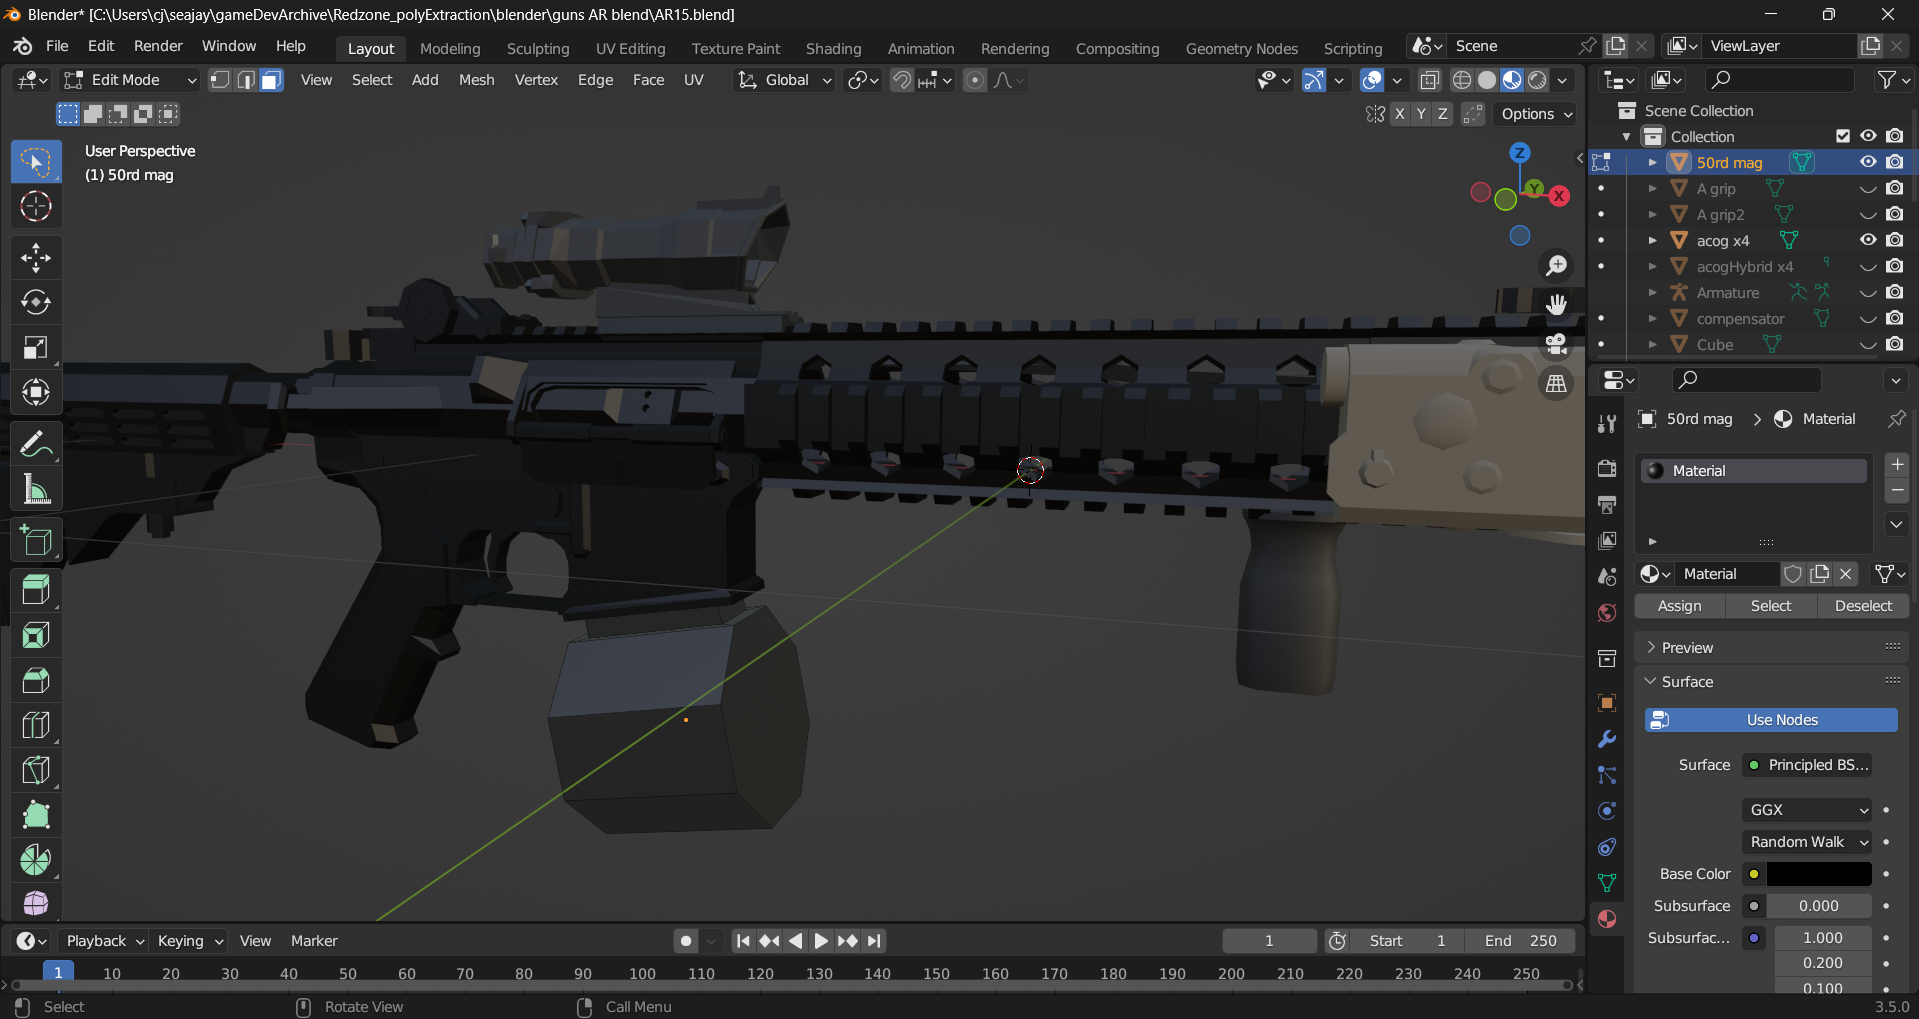 Blender* [C:\Users\cj\seajay\gameDevArchive\Redzone_polyExtraction\blender\guns AR blend\AR15.blend]
File Edit Render Window Help Layout Modeling Sculpting UV Editing Texture Paint Shading Animation Rendering Compositing Geometry Nodes Scripting Scene ViewLayer
Edit Mode View Select Add Mesh Vertex Edge Face UV Global
X Y Z Options
User Perspective
(1) 50rd mag
Z
Y
X
Scene Collection
Collection
50rd mag
A grip
A grip2
acog x4
acogHybrid x4
Armature
compensator
Cube
50rd mag > Material
Material
Material
Assign Select Deselect
Preview
Surface
Use Nodes
Surface Principled BS...
GGX
Random Walk
Base Color
Subsurface 0.000
Subsurfac... 1.000
0.200
0.100
Playback Keying View Marker 1 Start 1 End 250
1 10 20 30 40 50 60 70 80 90 100 110 120 130 140 150 160 170 180 190 200 210 220 230 240 250
Select Rotate View Call Menu 3.5.0